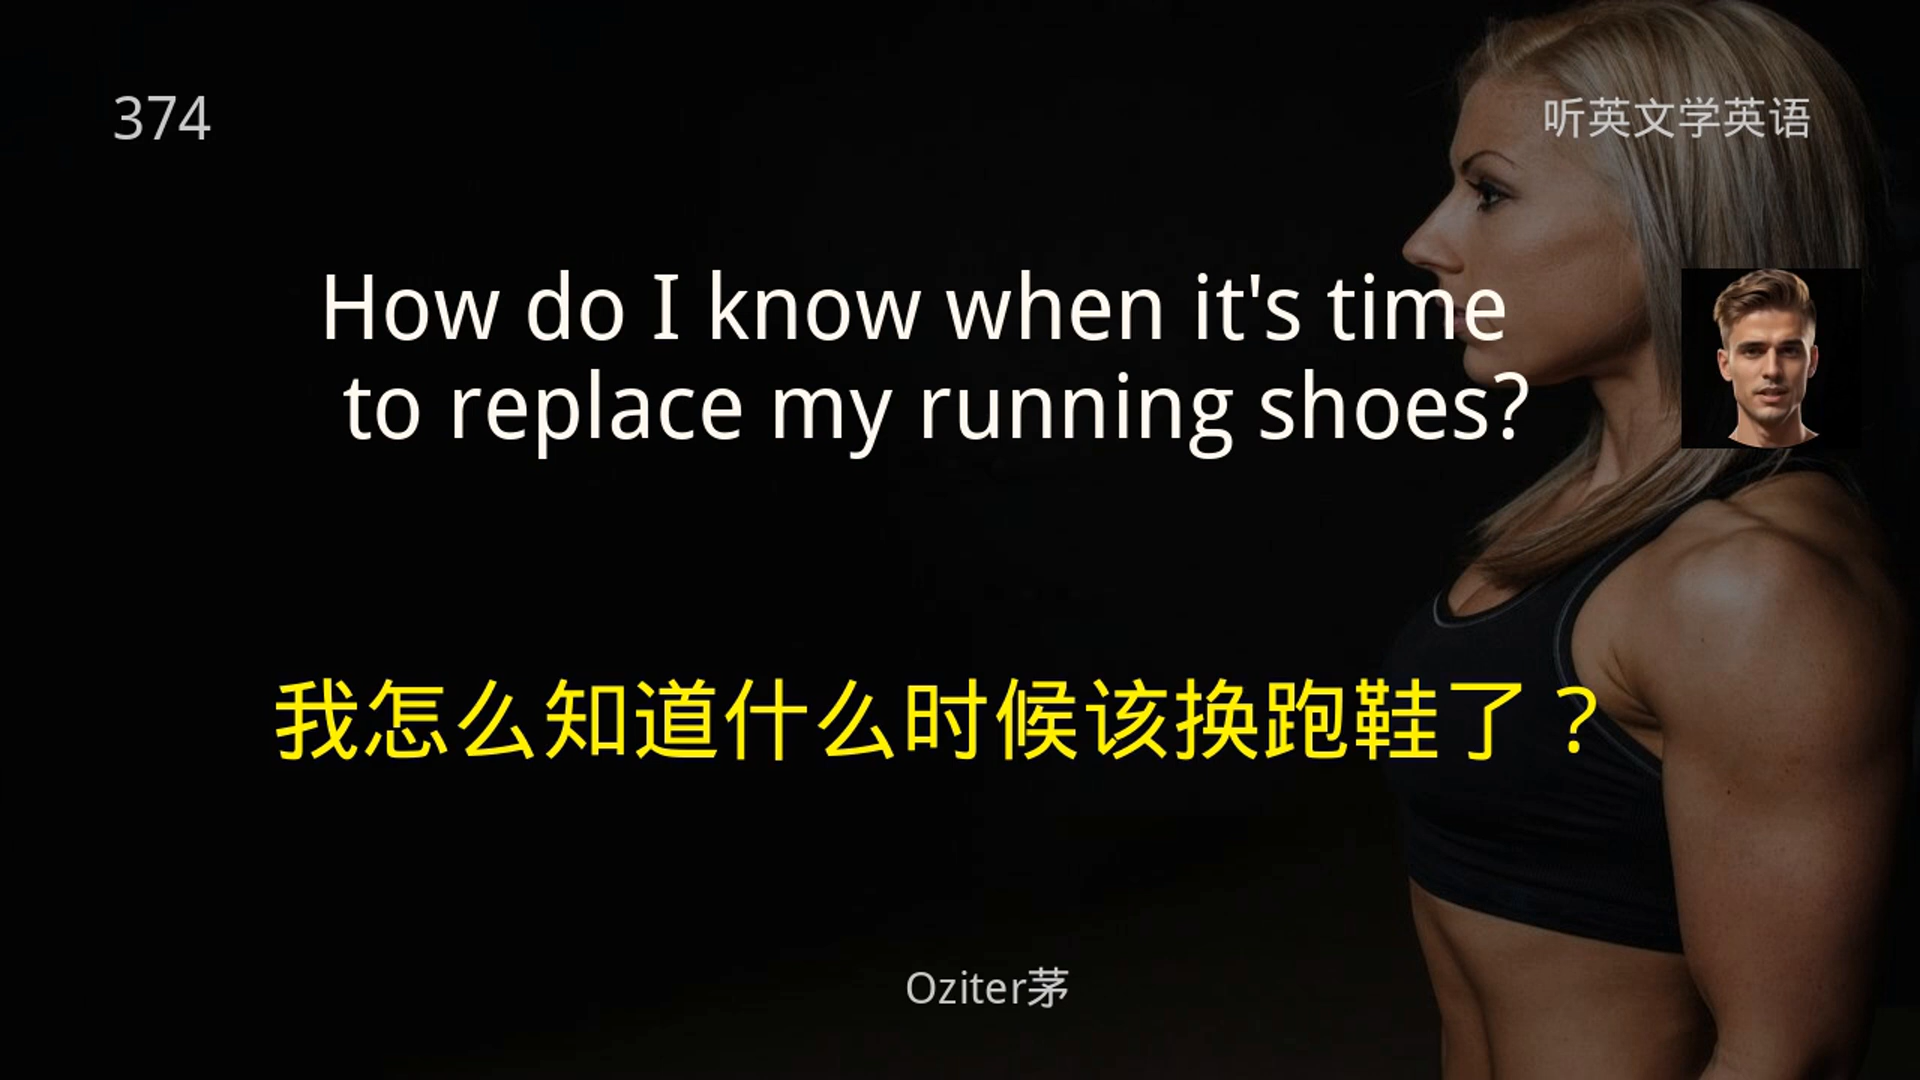 374
听英文学英语
How do I know when it's time
to replace my running shoes?
我怎么知道什么时候该换跑鞋了？
Oziter茅